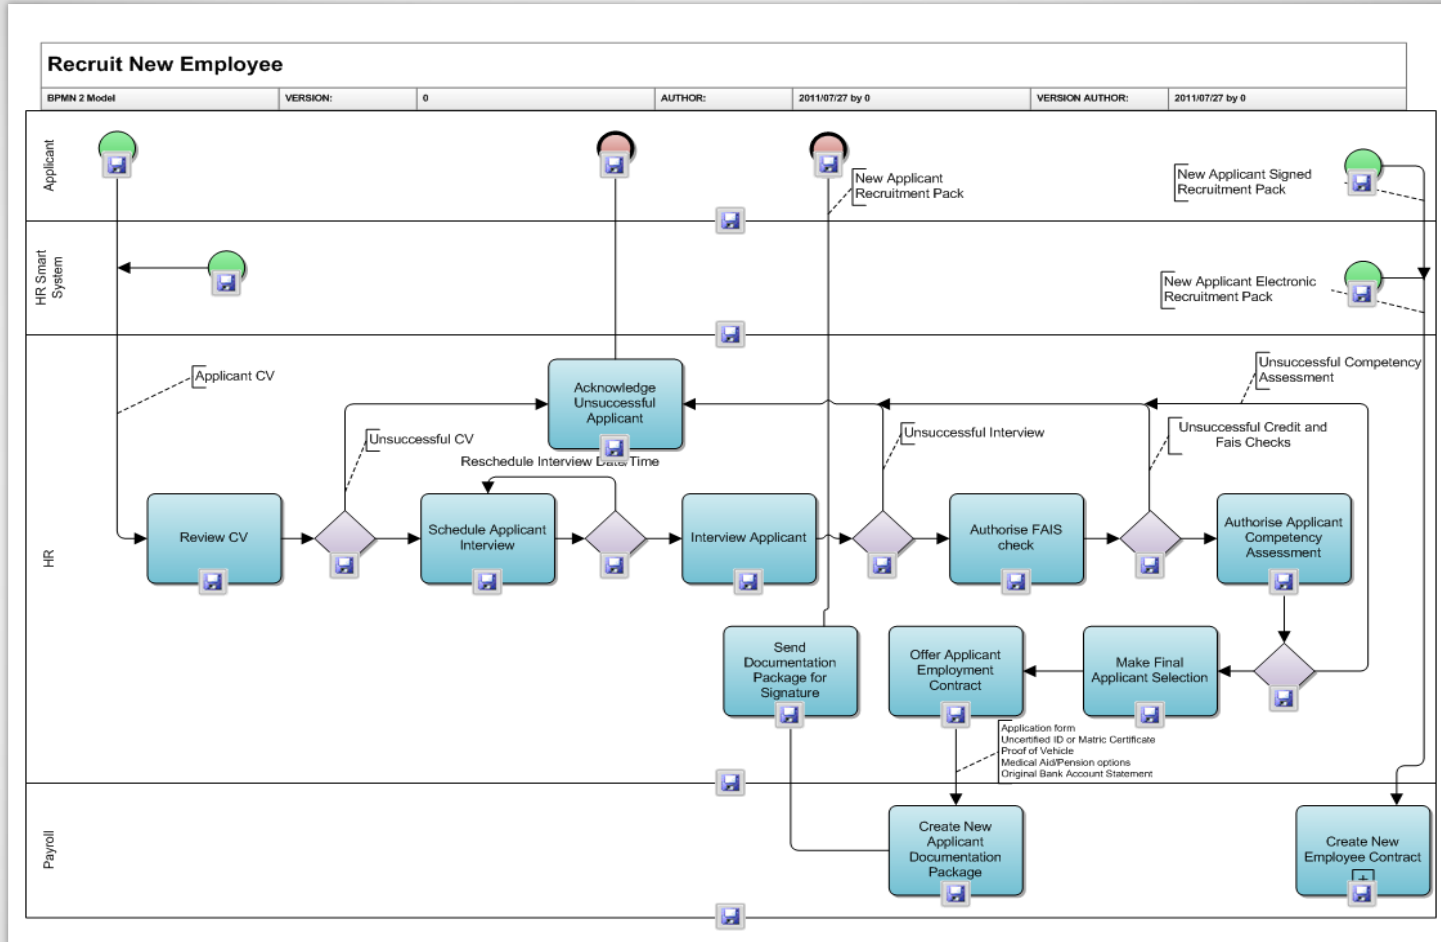 Recruit New Employee
BPMN 2 Model
VERSION:
0
AUTHOR:
2011/07/27 by 0
VERSION AUTHOR:
2011/07/27 by 0
Applicant
New Applicant
Recruitment Pack
New Applicant Signed
Recruitment Pack
HR Smart
System
New Applicant Electronic
Recruitment Pack
HR
Applicant CV
Acknowledge
Unsuccessful
Applicant
Unsuccessful Competency
Assessment
Unsuccessful CV
Unsuccessful Interview
Unsuccessful Credit and
Fais Checks
Reschedule Interview Date/Time
Review CV
Schedule Applicant
Interview
Interview Applicant
Authorise FAIS
check
Authorise Applicant
Competency
Assessment
Send
Documentation
Package for
Signature
Offer Applicant
Employment
Contract
Make Final
Applicant Selection
Application form
Uncertified ID or Matric Certificate
Proof of Vehicle
Medical Aid/Pension options
Original Bank Account Statement
Payroll
Create New
Applicant
Documentation
Package
Create New
Employee Contract